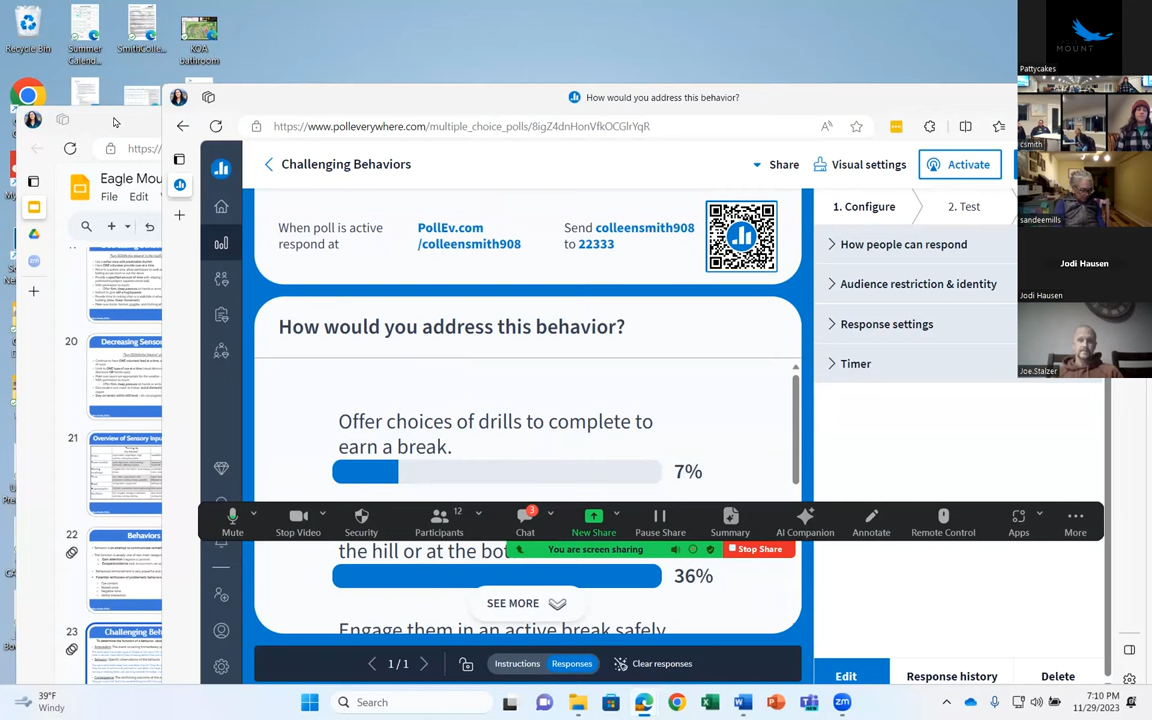 Recycle Bin
Summer
Calend...
SmithColle...
KOA
bathroom
MOUNT
Pattycakes
csmith
sandeemills
Jodi Hausen
Jodi Hausen
Joe.Stalzer
How would you address this behavior?
https://www.polleverywhere.com/multiple_choice_polls/8igZ4dnHonVfkOCGlrYqR
https:/
Eagle Mou
File
Edit
Challenging Behaviors
Share
Visual settings
Activate
1. Configure
2. Test
How people can respond
Audience restriction & identity
Response settings
Timer
When poll is active
respond at
PollEv.com
/colleensmith908
Send colleensmith908
to 22333
How would you address this behavior?
Offer choices of drills to complete to
earn a break.
7%
Mute
Stop Video
Security
Participants
12
Chat
3
New Share
Pause Share
Summary
AI Companion
Annotate
Remote Control
Apps
More
You are screen sharing
Stop Share
the hill or at the bot
36%
SEE MORE
Engage them in an active break safely
1 / 1
Instructions
Responses
Clear responses
Edit
Response history
Delete
20
Decreasing Sensor
21
Overview of Sensory Inpu
22
Behaviors
23
Challenging Beh
39°F
Windy
Search
7:10 PM
11/29/2023